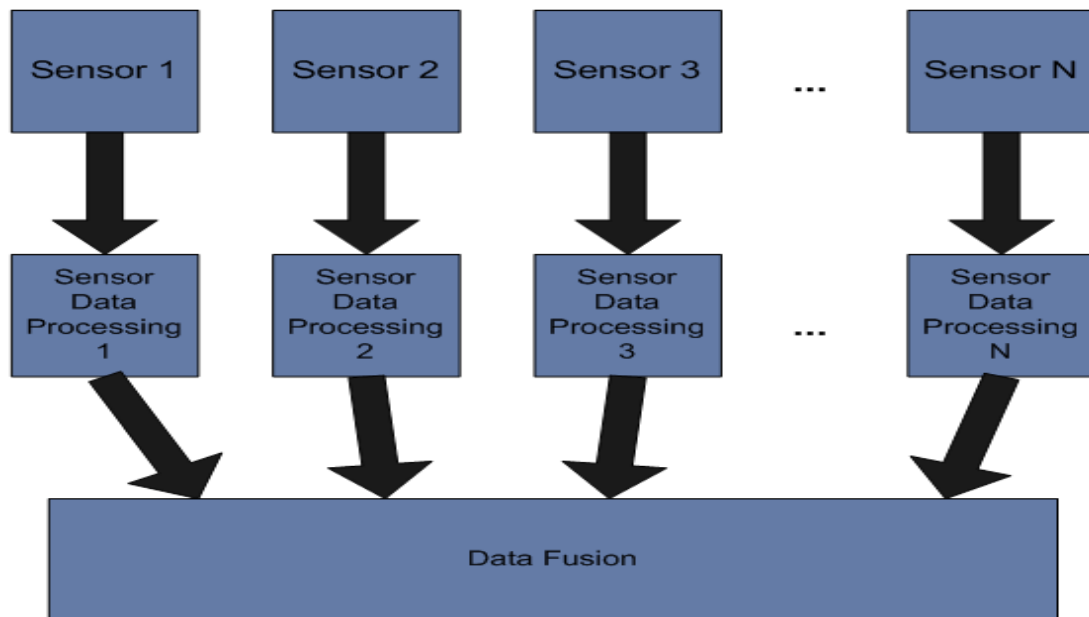 Sensor 1
Sensor 2
Sensor 3
...
Sensor N
Sensor
Data
Processing
1
Sensor
Data
Processing
2
Sensor
Data
Processing
3
...
Sensor
Data
Processing
N
Data Fusion